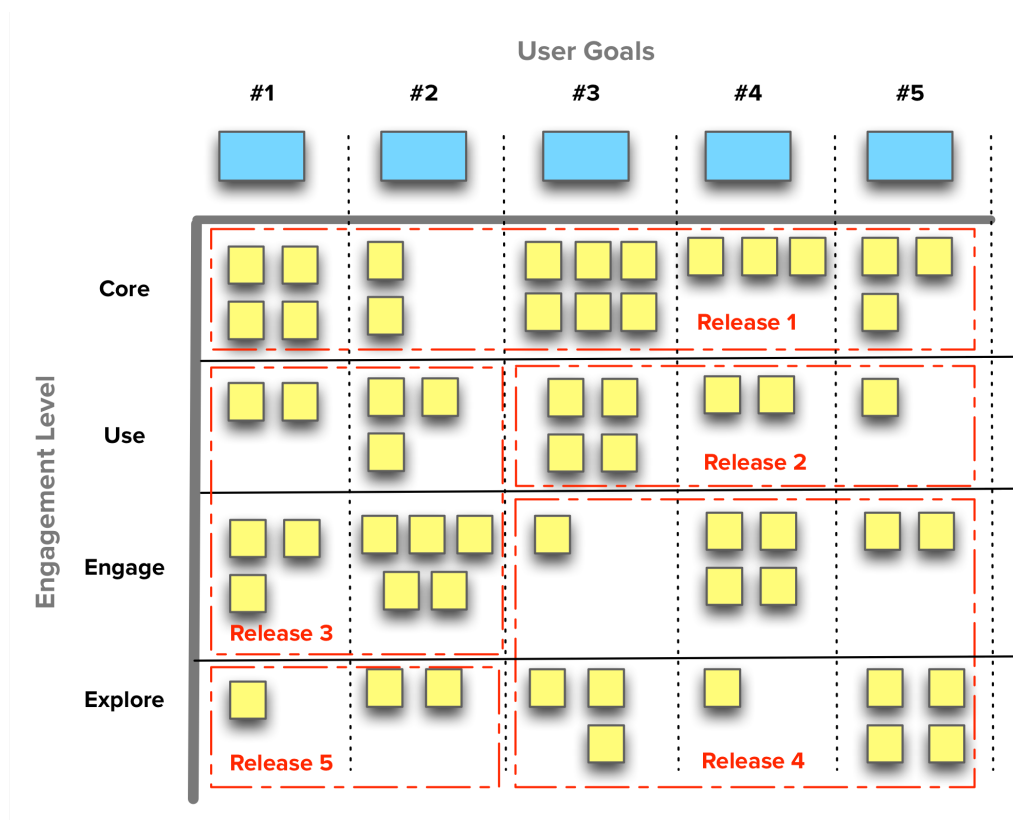 User Goals
#1 #2 #3 #4 #5
Core
Release 1
Use
Release 2
Engagement Level
Engage
Release 3
Explore
Release 5
Release 4